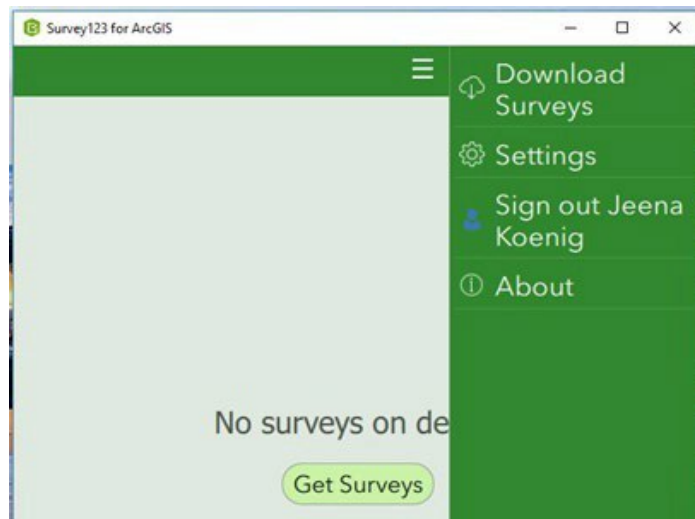 Survey123 for ArcGIS
Download
Surveys
Settings
Sign out Jeena
Koenig
About
No surveys on de
Get Surveys